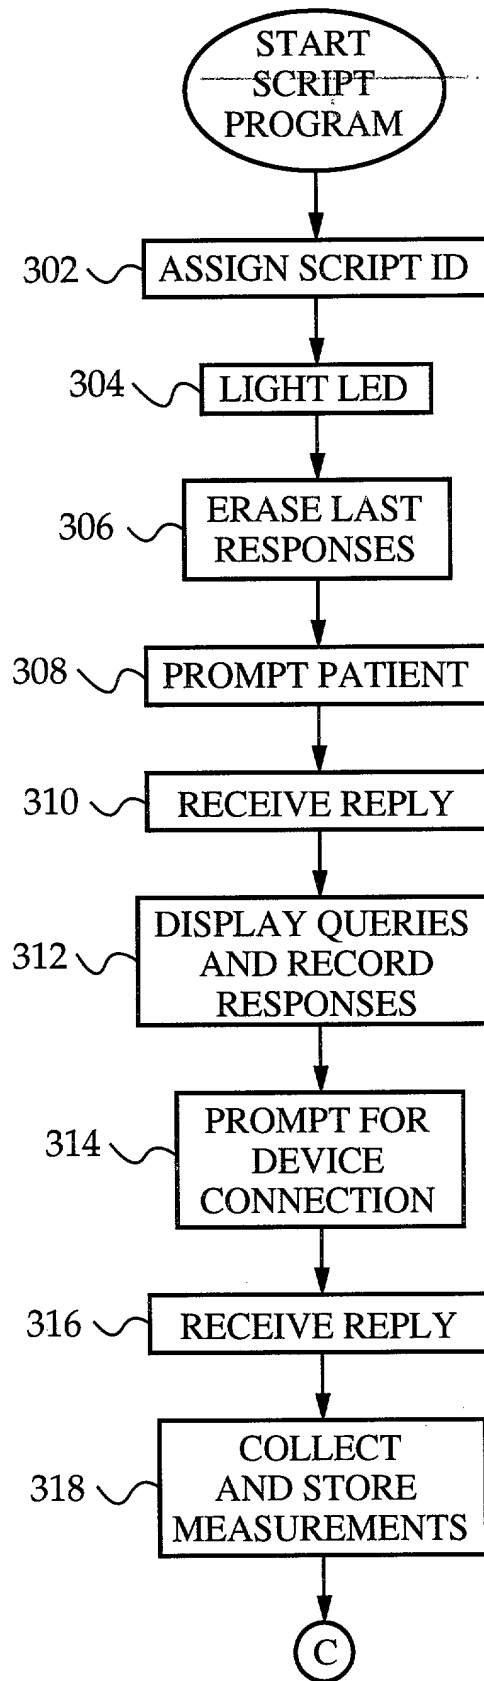 START
SCRIPT
PROGRAM
302
ASSIGN SCRIPT ID
304
LIGHT LED
306
ERASE LAST
RESPONSES
308
PROMPT PATIENT
310
RECEIVE REPLY
312
DISPLAY QUERIES
AND RECORD
RESPONSES
314
PROMPT FOR
DEVICE
CONNECTION
316
RECEIVE REPLY
318
COLLECT
AND STORE
MEASUREMENTS
C